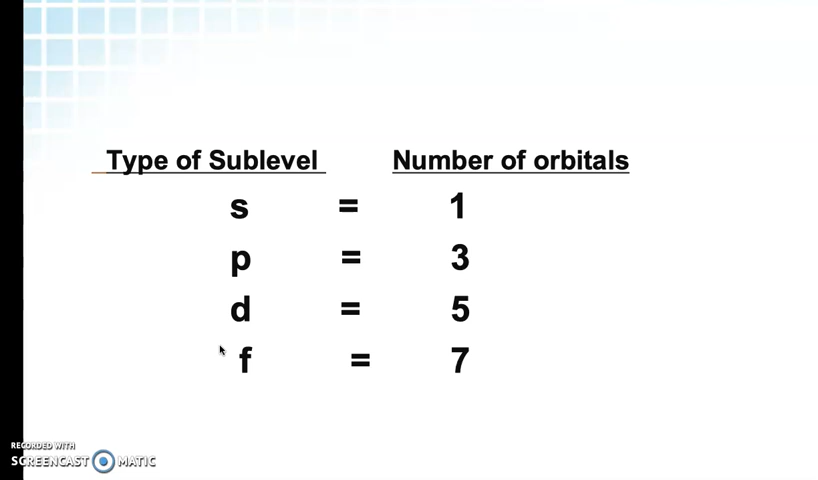 Type of Sublevel Number of orbitals
s = 1
p = 3
d = 5
f = 7
RECORDED WITH
SCREENCAST MATIC